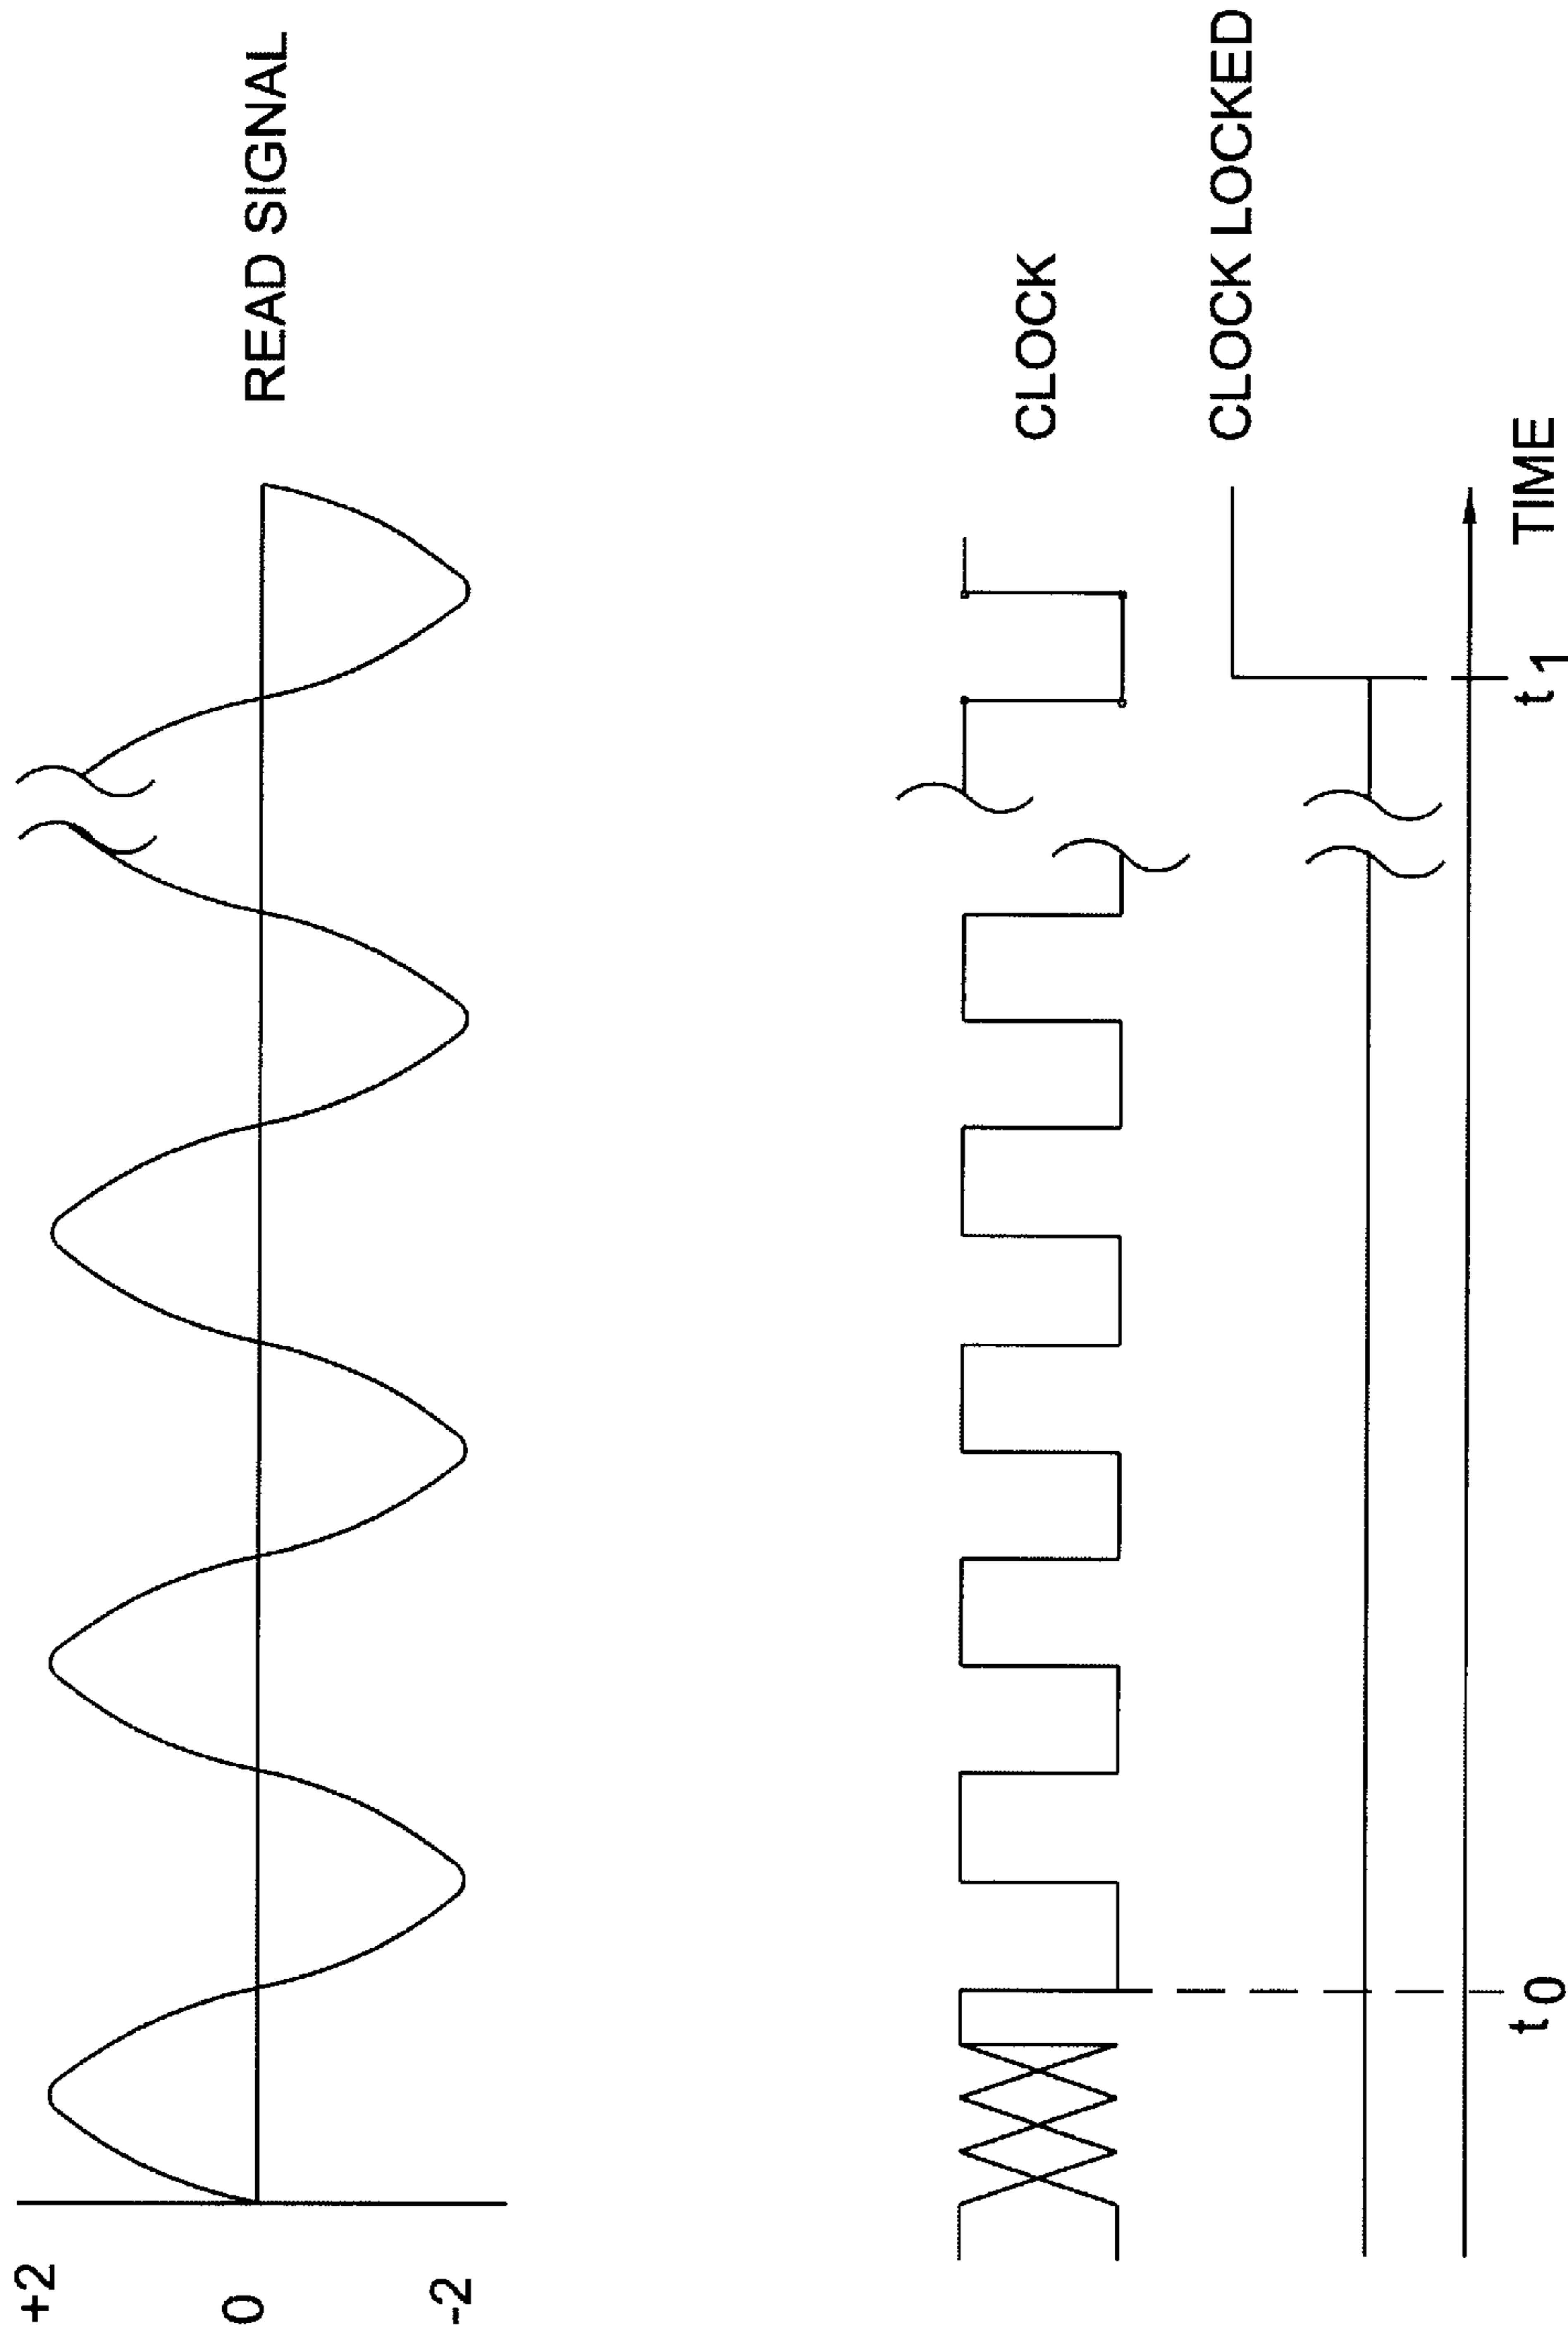 +2
0
-2
READ SIGNAL
CLOCK
CLOCK LOCKED
t0
t1
TIME